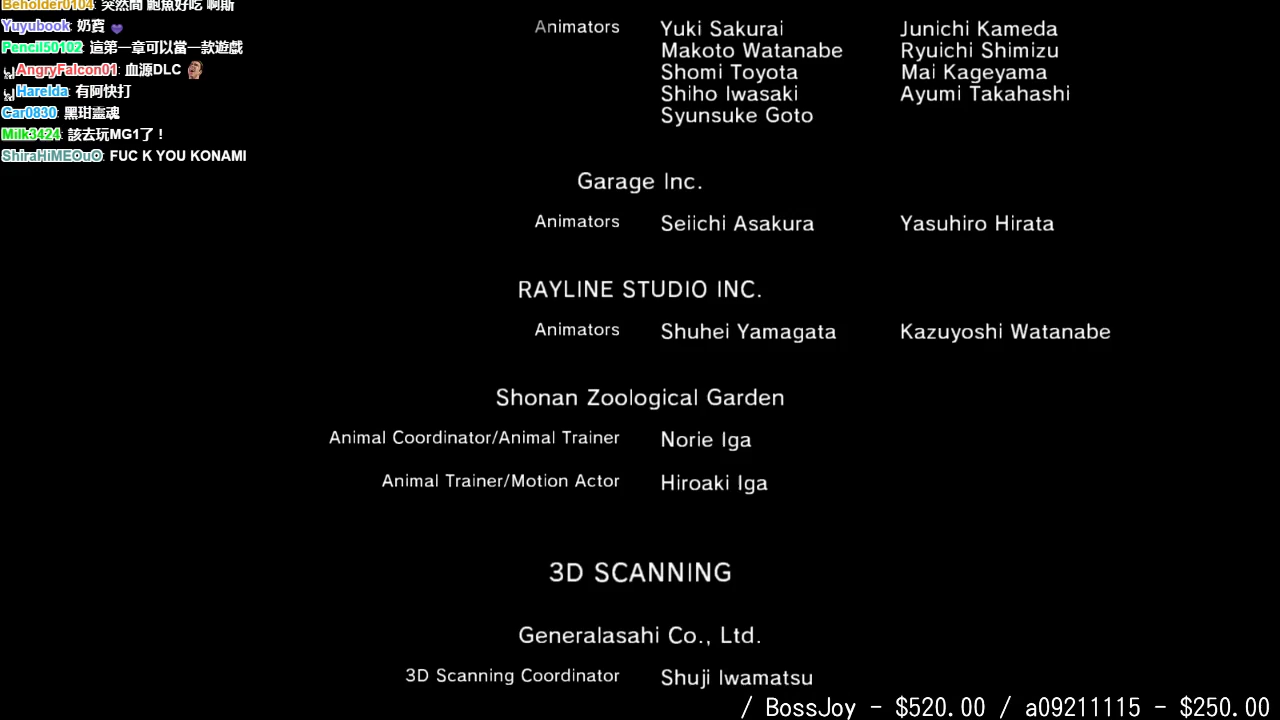 Beholder0104: 突然間 鮑魚好吃 啊斯
Yuyubook: 奶賓
Pencil50102: 這第一章可以當一款遊戲
AngryFalcon01: 血源DLC
Harelda: 有阿快打
Car0830: 黑玵靈魂
Milk3424: 該去玩MG1了!
ShiraHiMEOuO: FUC K YOU KONAMI
Animators Yuki Sakurai Junichi Kameda
Makoto Watanabe Ryuichi Shimizu
Shomi Toyota Mai Kageyama
Shiho Iwasaki Ayumi Takahashi
Syunsuke Goto
Garage Inc.
Animators Seiichi Asakura Yasuhiro Hirata
RAYLINE STUDIO INC.
Animators Shuhei Yamagata Kazuyoshi Watanabe
Shonan Zoological Garden
Animal Coordinator/Animal Trainer Norie Iga
Animal Trainer/Motion Actor Hiroaki Iga
3D SCANNING
Generalasahi Co., Ltd.
3D Scanning Coordinator Shuji Iwamatsu
/ BossJoy - $520.00 / a09211115 - $250.00